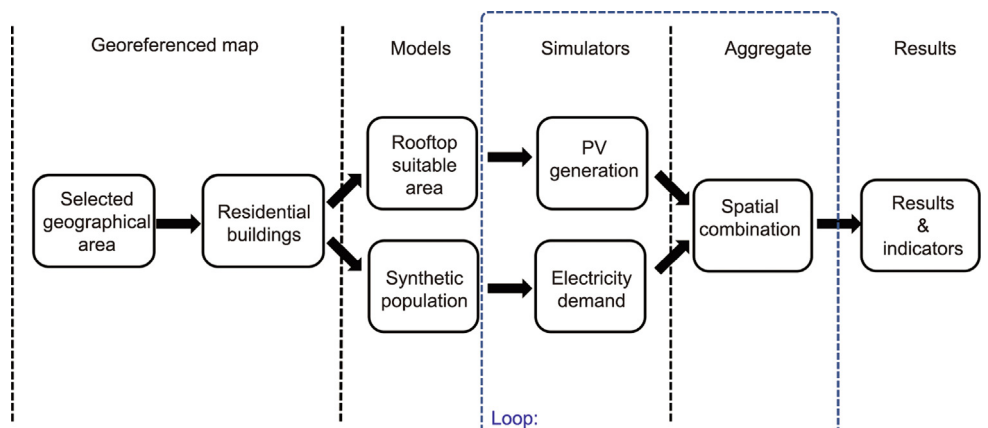 Georeferenced map
Models
Simulators
Aggregate
Results
Selected
geographical
area
Residential
buildings
Rooftop
suitable
area
Synthetic
population
PV
generation
Electricity
demand
Spatial
combination
Results
&
indicators
Loop: